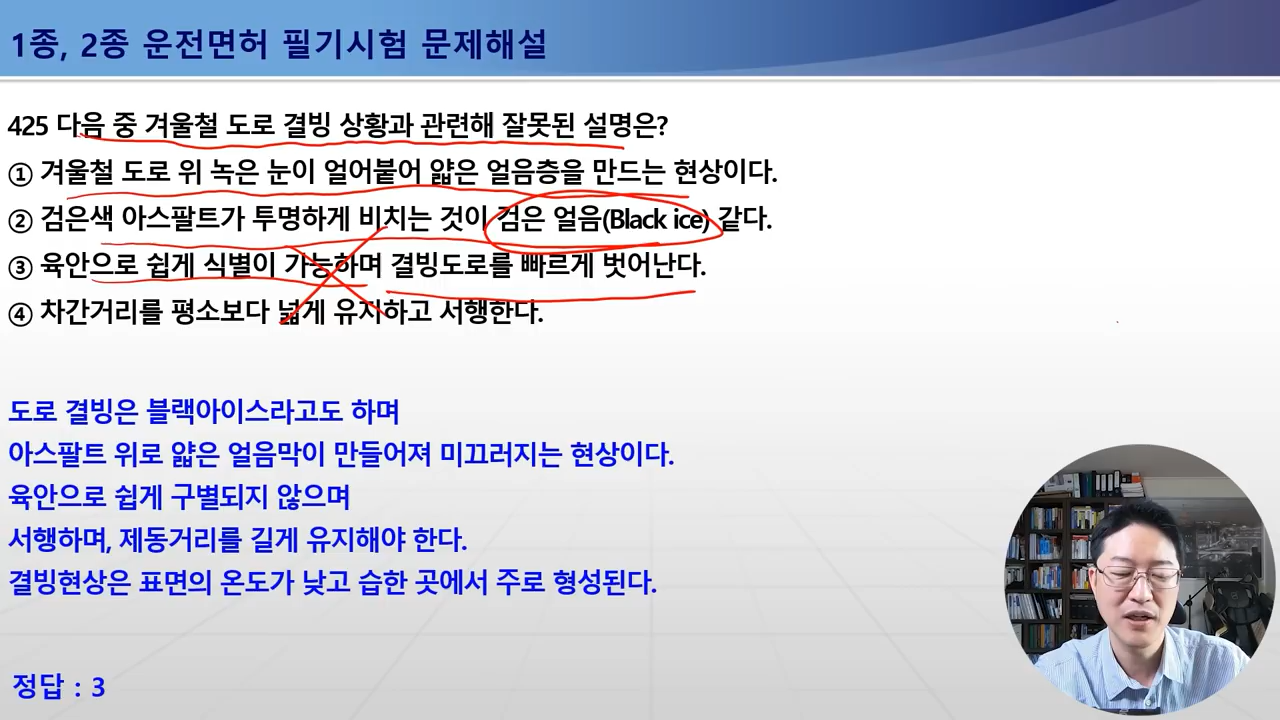 1종, 2종 운전면허 필기시험 문제해설
425 다음 중 겨울철 도로 결빙 상황과 관련해 잘못된 설명은?
① 겨울철 도로 위 녹은 눈이 얼어붙어 얇은 얼음층을 만드는 현상이다.
② 검은색 아스팔트가 투명하게 비치는 것이 검은 얼음(Black ice) 같다.
③ 육안으로 쉽게 식별이 가능하며 결빙도로를 빠르게 벗어난다.
④ 차간거리를 평소보다 넓게 유지하고 서행한다.
도로 결빙은 블랙아이스라고도 하며
아스팔트 위로 얇은 얼음막이 만들어져 미끄러지는 현상이다.
육안으로 쉽게 구별되지 않으며
서행하며, 제동거리를 길게 유지해야 한다.
결빙현상은 표면의 온도가 낮고 습한 곳에서 주로 형성된다.
정답 : 3